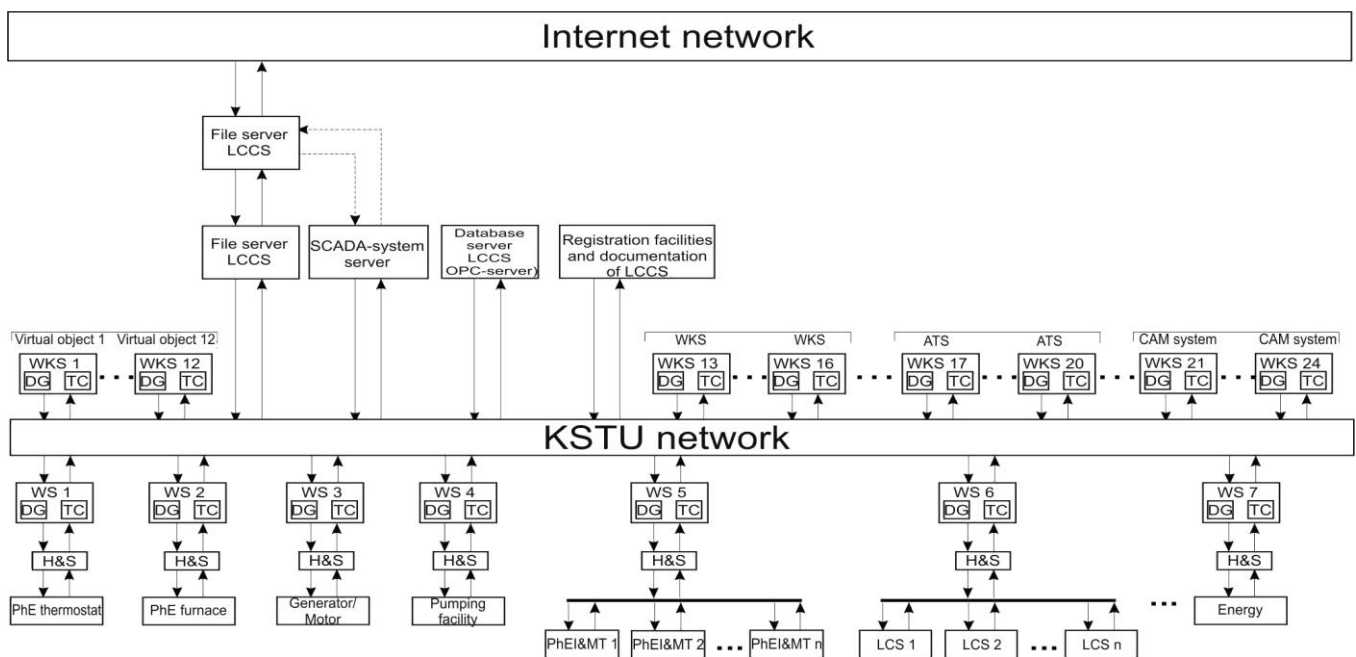 Internet network
File server
LCCS
File server
LCCS
SCADA-system
server
Database
server
LCCS
OPC-server)
Registration facilities
and documentation
of LCCS
Virtual object 1
Virtual object 12
WKS
WKS
ATS
ATS
CAM system
CAM system
WKS 1
DG TC
WKS 12
DG TC
WKS 13
DG TC
WKS 16
DG TC
WKS 17
DG TC
WKS 20
DG TC
WKS 21
DG TC
WKS 24
DG TC
KSTU network
WS 1
DG TC
WS 2
DG TC
WS 3
DG TC
WS 4
DG TC
WS 5
DG TC
WS 6
DG TC
WS 7
DG TC
H&S
H&S
H&S
H&S
H&S
H&S
H&S
PhE thermostat
PhE furnace
Generator/
Motor
Pumping
facility
Energy
PhEI&MT 1
PhEI&MT 2
PhEI&MT n
LCS 1
LCS 2
LCS n